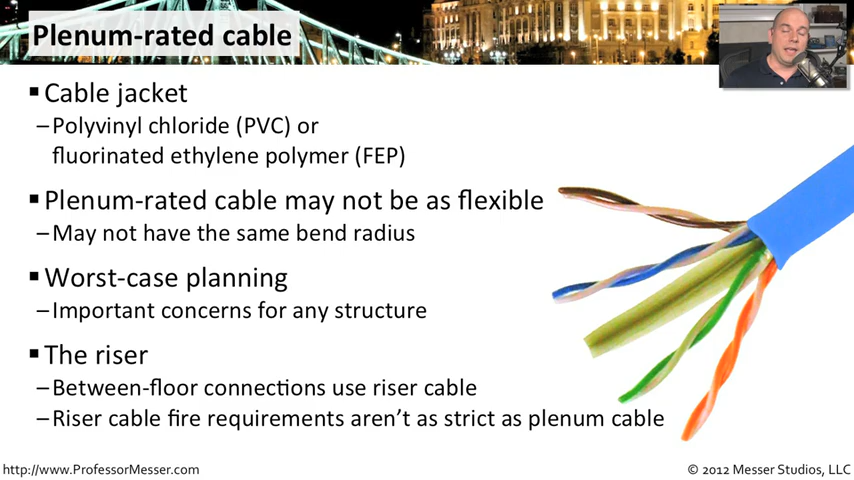 Plenum-rated cable
▪ Cable jacket
–Polyvinyl chloride (PVC) or
fluorinated ethylene polymer (FEP)
▪ Plenum-rated cable may not be as flexible
–May not have the same bend radius
▪ Worst-case planning
–Important concerns for any structure
▪ The riser
–Between-floor connections use riser cable
–Riser cable fire requirements aren’t as strict as plenum cable
http://www.ProfessorMesser.com
© 2012 Messer Studios, LLC